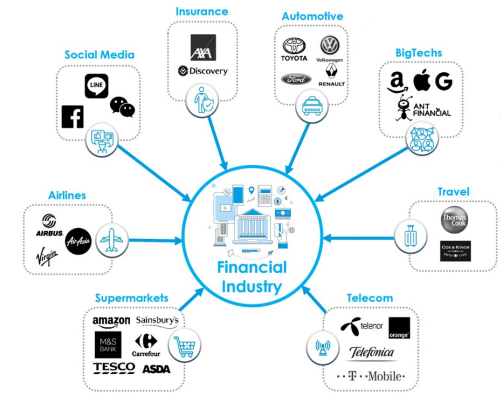 Insurance
AXA
Discovery
Automotive
TOYOTA
Volkswagen
Ford
RENAULT
Social Media
LINE
BigTechs
a
G
ANT
FINANCIAL
Airlines
AIRBUS
AirAsia
Virgin
Travel
Thomas
Cook
COX & KINGS
Financial
Industry
Supermarkets
amazon
Sainsbury's
M&S
BANK
Carrefour
TESCO
ASDA
Telecom
telenor
orange
Telefónica
T Mobile